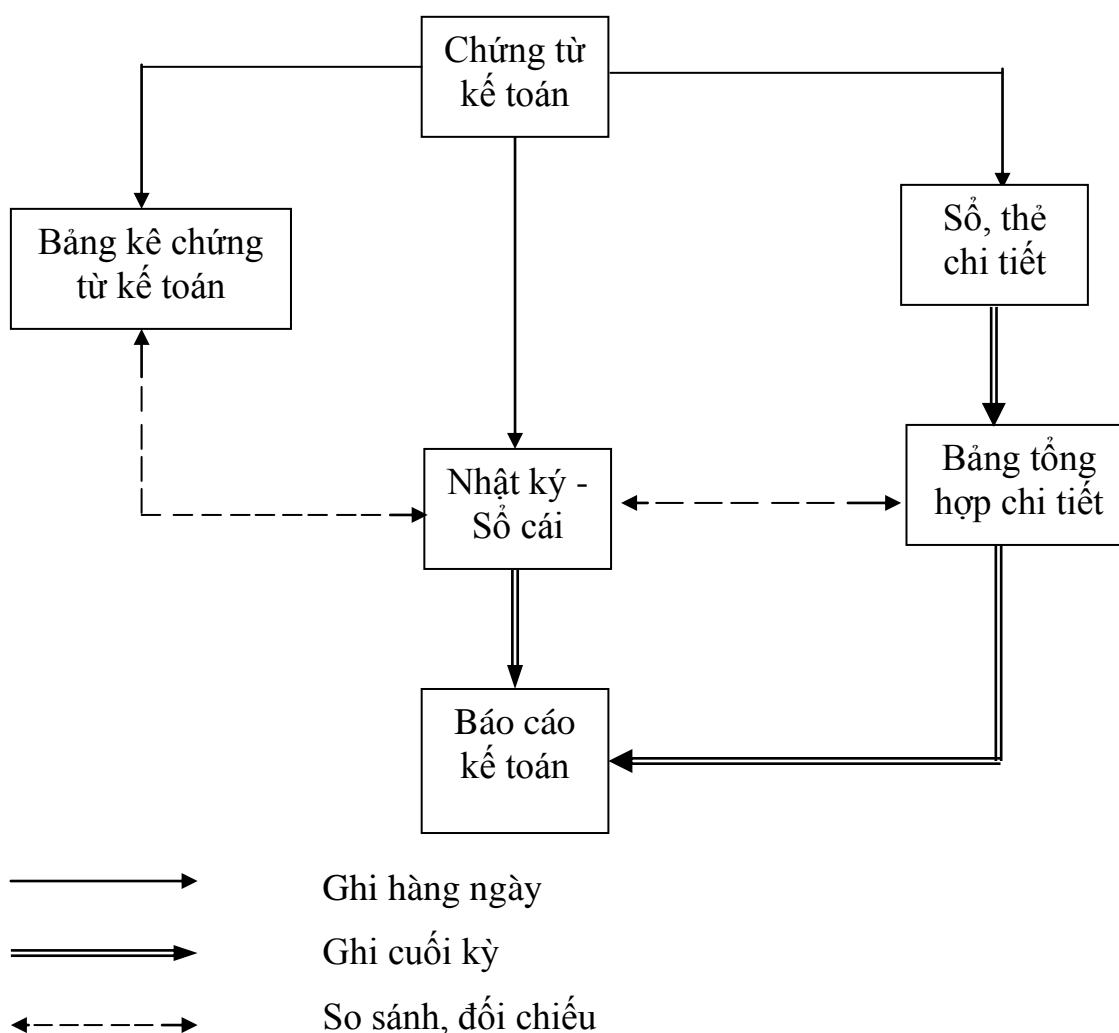 Chứng từ
kế toán
Bảng kê chứng
từ kế toán
Sổ, thẻ
chi tiết
Nhật ký -
Sổ cái
Bảng tổng
hợp chi tiết
Báo cáo
kế toán
Ghi hàng ngày
Ghi cuối kỳ
So sánh, đối chiếu